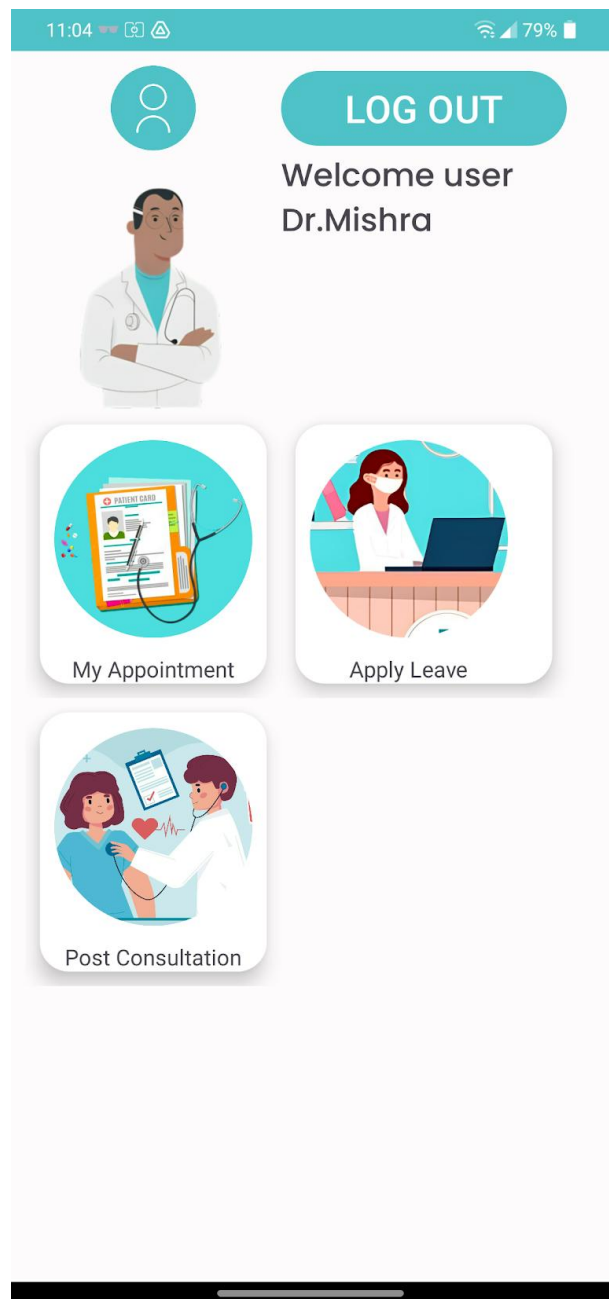 11:04
79%
LOG OUT
Welcome user
Dr.Mishra
PATIENT CARD
My Appointment
Apply Leave
Post Consultation